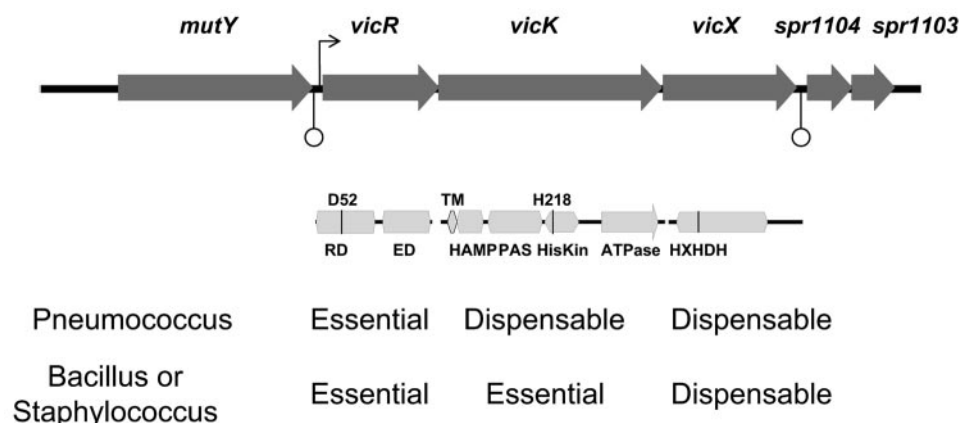 mutY vicR vicK vicX spr1104 spr1103
D52 TM H218
RD ED HAMP PAS HisKin ATPase HXHDH
Pneumococcus Essential Dispensable Dispensable
Bacillus or
Staphylococcus Essential Essential Dispensable